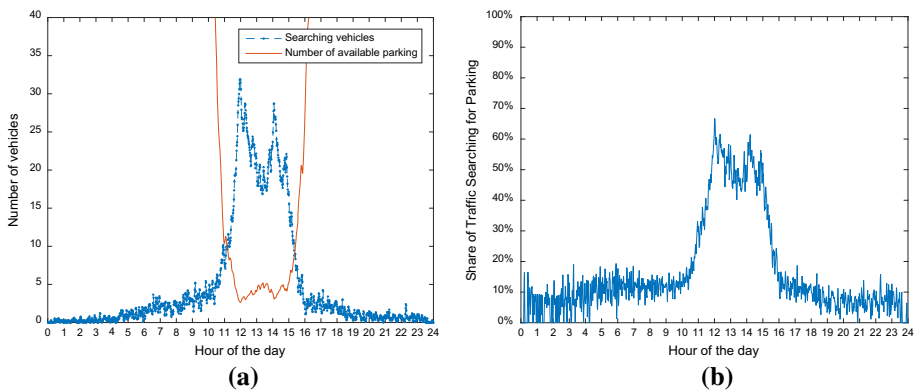 40
35
30
25
20
15
10
5
0
Number of vehicles
Searching vehicles
Number of available parking
0 1 2 3 4 5 6 7 8 9 10 11 12 13 14 15 16 17 18 19 20 21 22 23 24
Hour of the day
(a)
100%
90%
80%
70%
60%
50%
40%
30%
20%
10%
0%
Share of Traffic Searching for Parking
0 1 2 3 4 5 6 7 8 9 10 11 12 13 14 15 16 17 18 19 20 21 22 23 24
Hour of the day
(b)